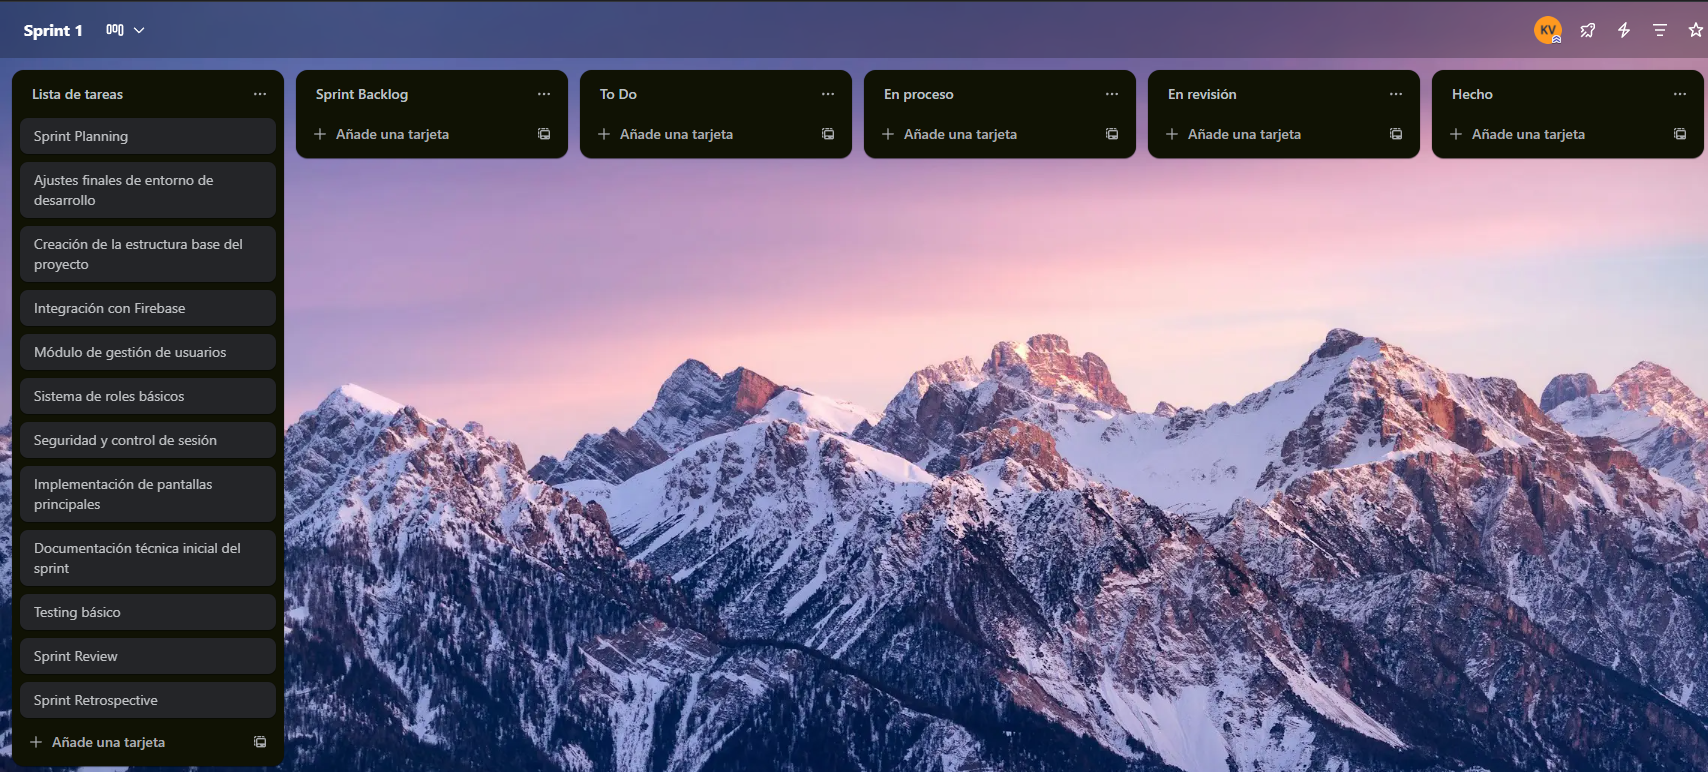 Sprint 1
KV
Lista de tareas
Sprint Planning
Ajustes finales de entorno de
desarrollo
Creación de la estructura base del
proyecto
Integración con Firebase
Módulo de gestión de usuarios
Sistema de roles básicos
Seguridad y control de sesión
Implementación de pantallas
principales
Documentación técnica inicial del
sprint
Testing básico
Sprint Review
Sprint Retrospective
Añade una tarjeta
Sprint Backlog
Añade una tarjeta
To Do
Añade una tarjeta
En proceso
Añade una tarjeta
En revisión
Añade una tarjeta
Hecho
Añade una tarjeta